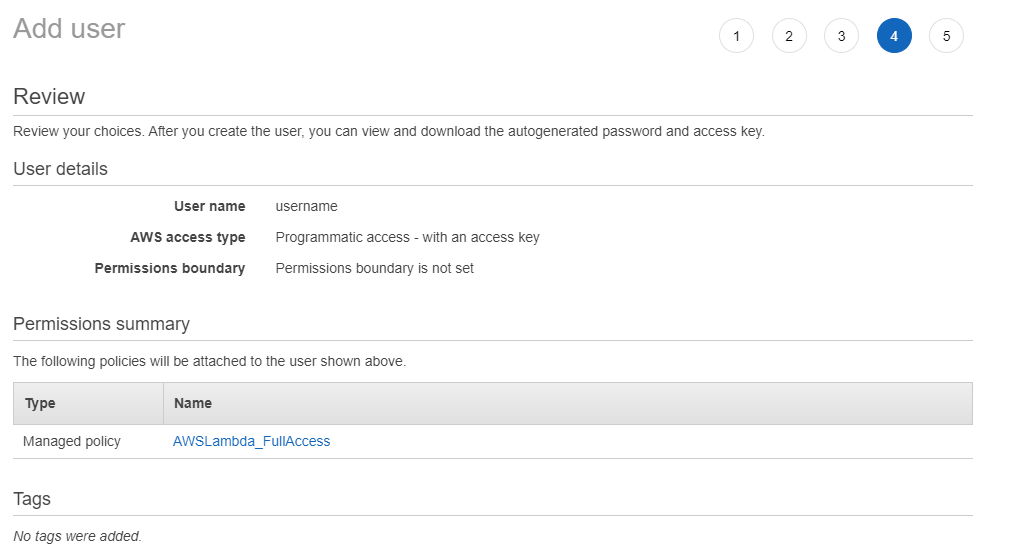 Add user
1 2 3 4 5
Review
Review your choices. After you create the user, you can view and download the autogenerated password and access key.
User details
User name username
AWS access type Programmatic access - with an access key
Permissions boundary Permissions boundary is not set
Permissions summary
The following policies will be attached to the user shown above.
Type Name
Managed policy AWSLambda_FullAccess
Tags
No tags were added.